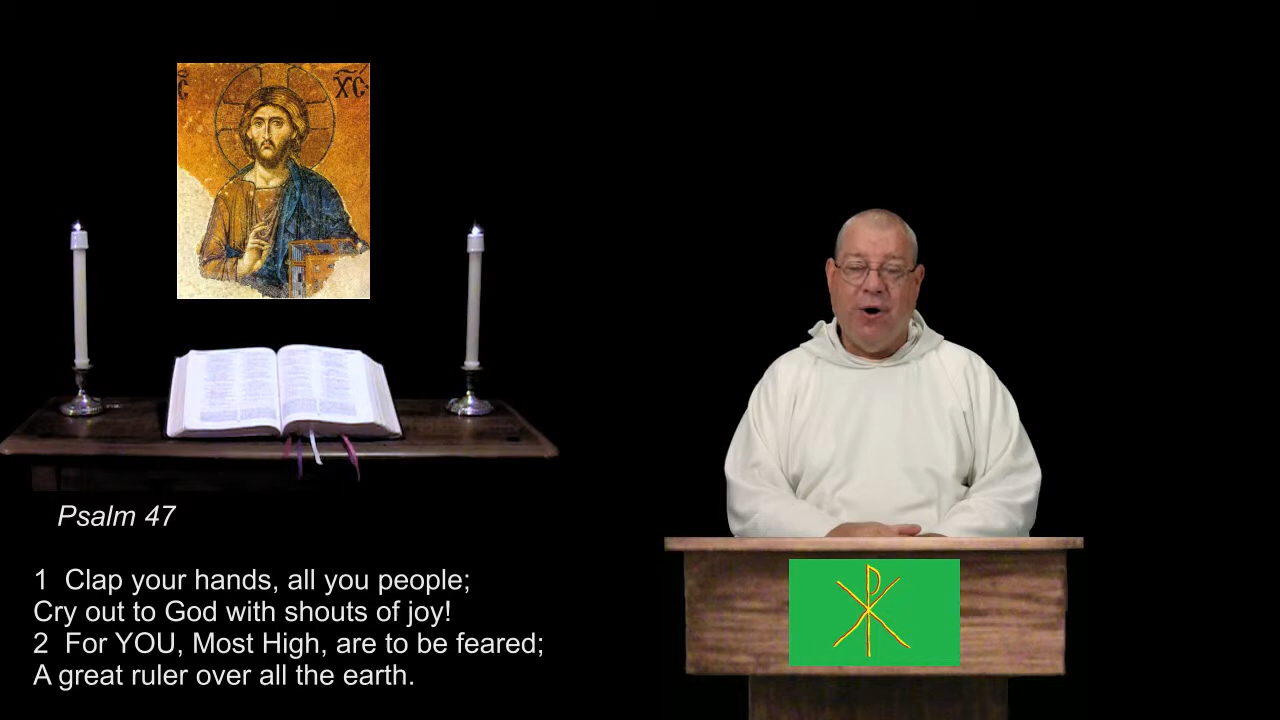 C ΧC
Psalm 47
1 Clap your hands, all you people;
Cry out to God with shouts of joy!
2 For YOU, Most High, are to be feared;
A great ruler over all the earth.